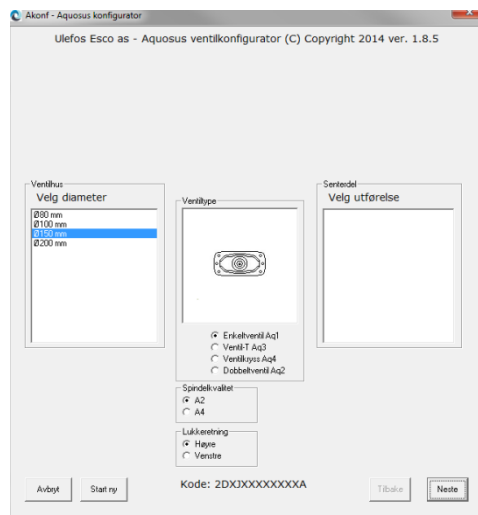 Akonf - Aquosus konfigurator
Ulefos Esco as - Aquosus ventilkonfigurator (C) Copyright 2014 ver. 1.8.5
Ventilhus
Velg diameter
Ø80 mm
Ø100 mm
Ø150 mm
Ø200 mm
Ventiltype
Enkeltventil Aq1
Ventil-T Aq3
Ventilkryss Aq4
Dobbeltventil Aq2
Senterdel
Velg utførelse
Spindelkvalitet
A2
A4
Lukkeretning
Høyre
Venstre
Avbryt
Start ny
Kode: 2DXJXXXXXXXXA
Tilbake
Neste